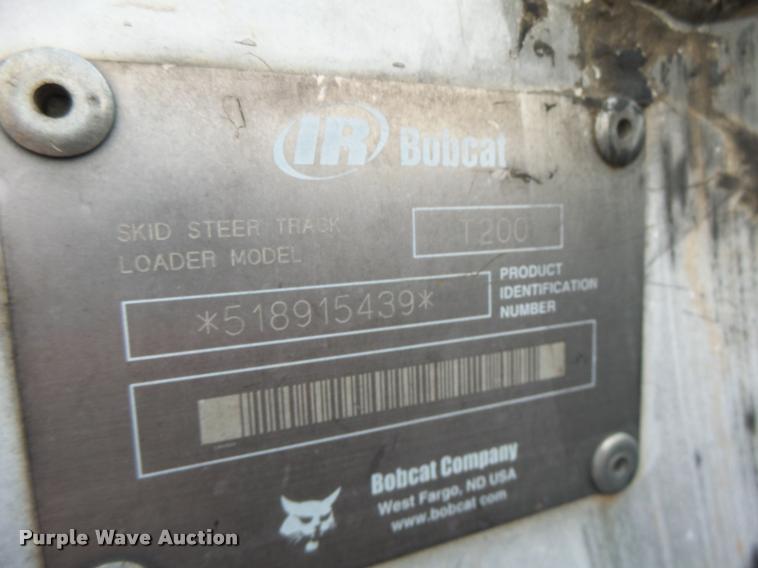 IR Bobcat
SKID STEER TRACK
LOADER MODEL
T200
*518915439*
PRODUCT
IDENTIFICATION
NUMBER
Bobcat Company
West Fargo, ND USA
www.bobcat.com
Purple Wave Auction